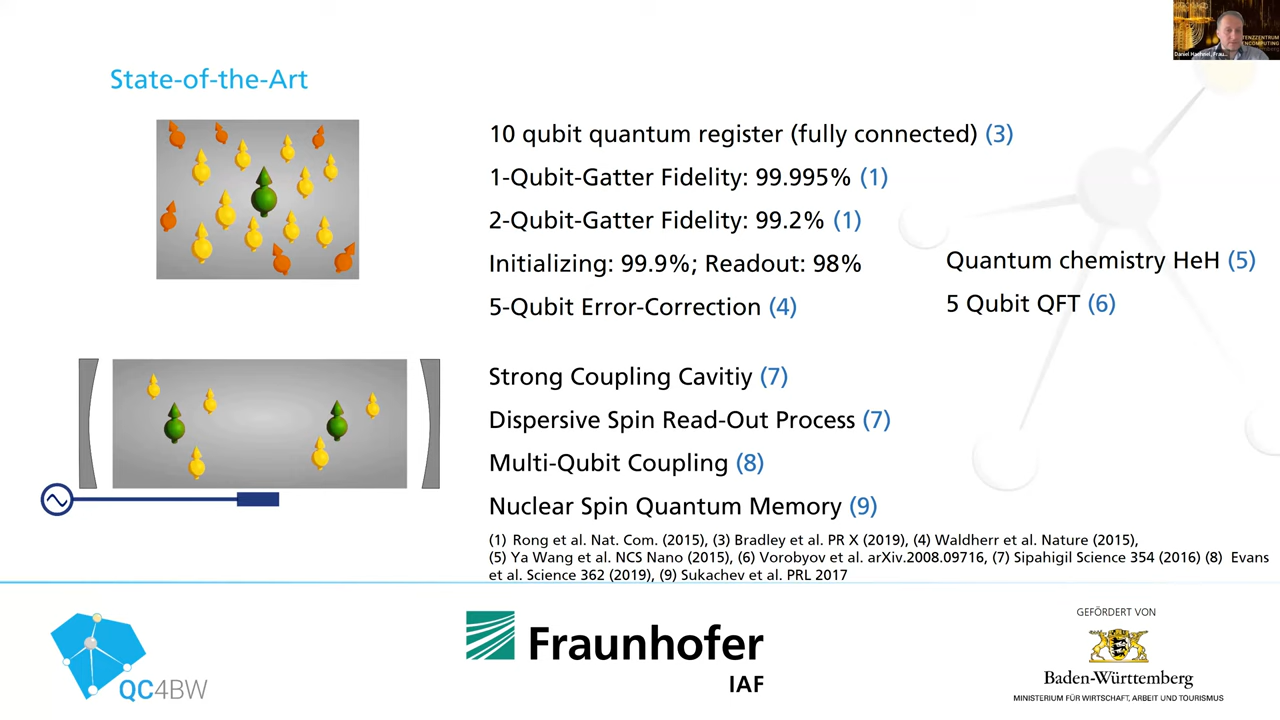 State-of-the-Art
10 qubit quantum register (fully connected) (3)
1-Qubit-Gatter Fidelity: 99.995% (1)
2-Qubit-Gatter Fidelity: 99.2% (1)
Initializing: 99.9%; Readout: 98%
5-Qubit Error-Correction (4)
Quantum chemistry HeH (5)
5 Qubit QFT (6)
Strong Coupling Cavitiy (7)
Dispersive Spin Read-Out Process (7)
Multi-Qubit Coupling (8)
Nuclear Spin Quantum Memory (9)
(1) Rong et al. Nat. Com. (2015), (3) Bradley et al. PR X (2019), (4) Waldherr et al. Nature (2015),
(5) Ya Wang et al. NCS Nano (2015), (6) Vorobyov et al. arXiv.2008.09716, (7) Sipahigil Science 354 (2016) (8) Evans
et al. Science 362 (2019), (9) Sukachev et al. PRL 2017
QC4BW
Fraunhofer
IAF
GEFÖRDERT VON
Baden-Württemberg
MINISTERIUM FÜR WIRTSCHAFT, ARBEIT UND TOURISMUS